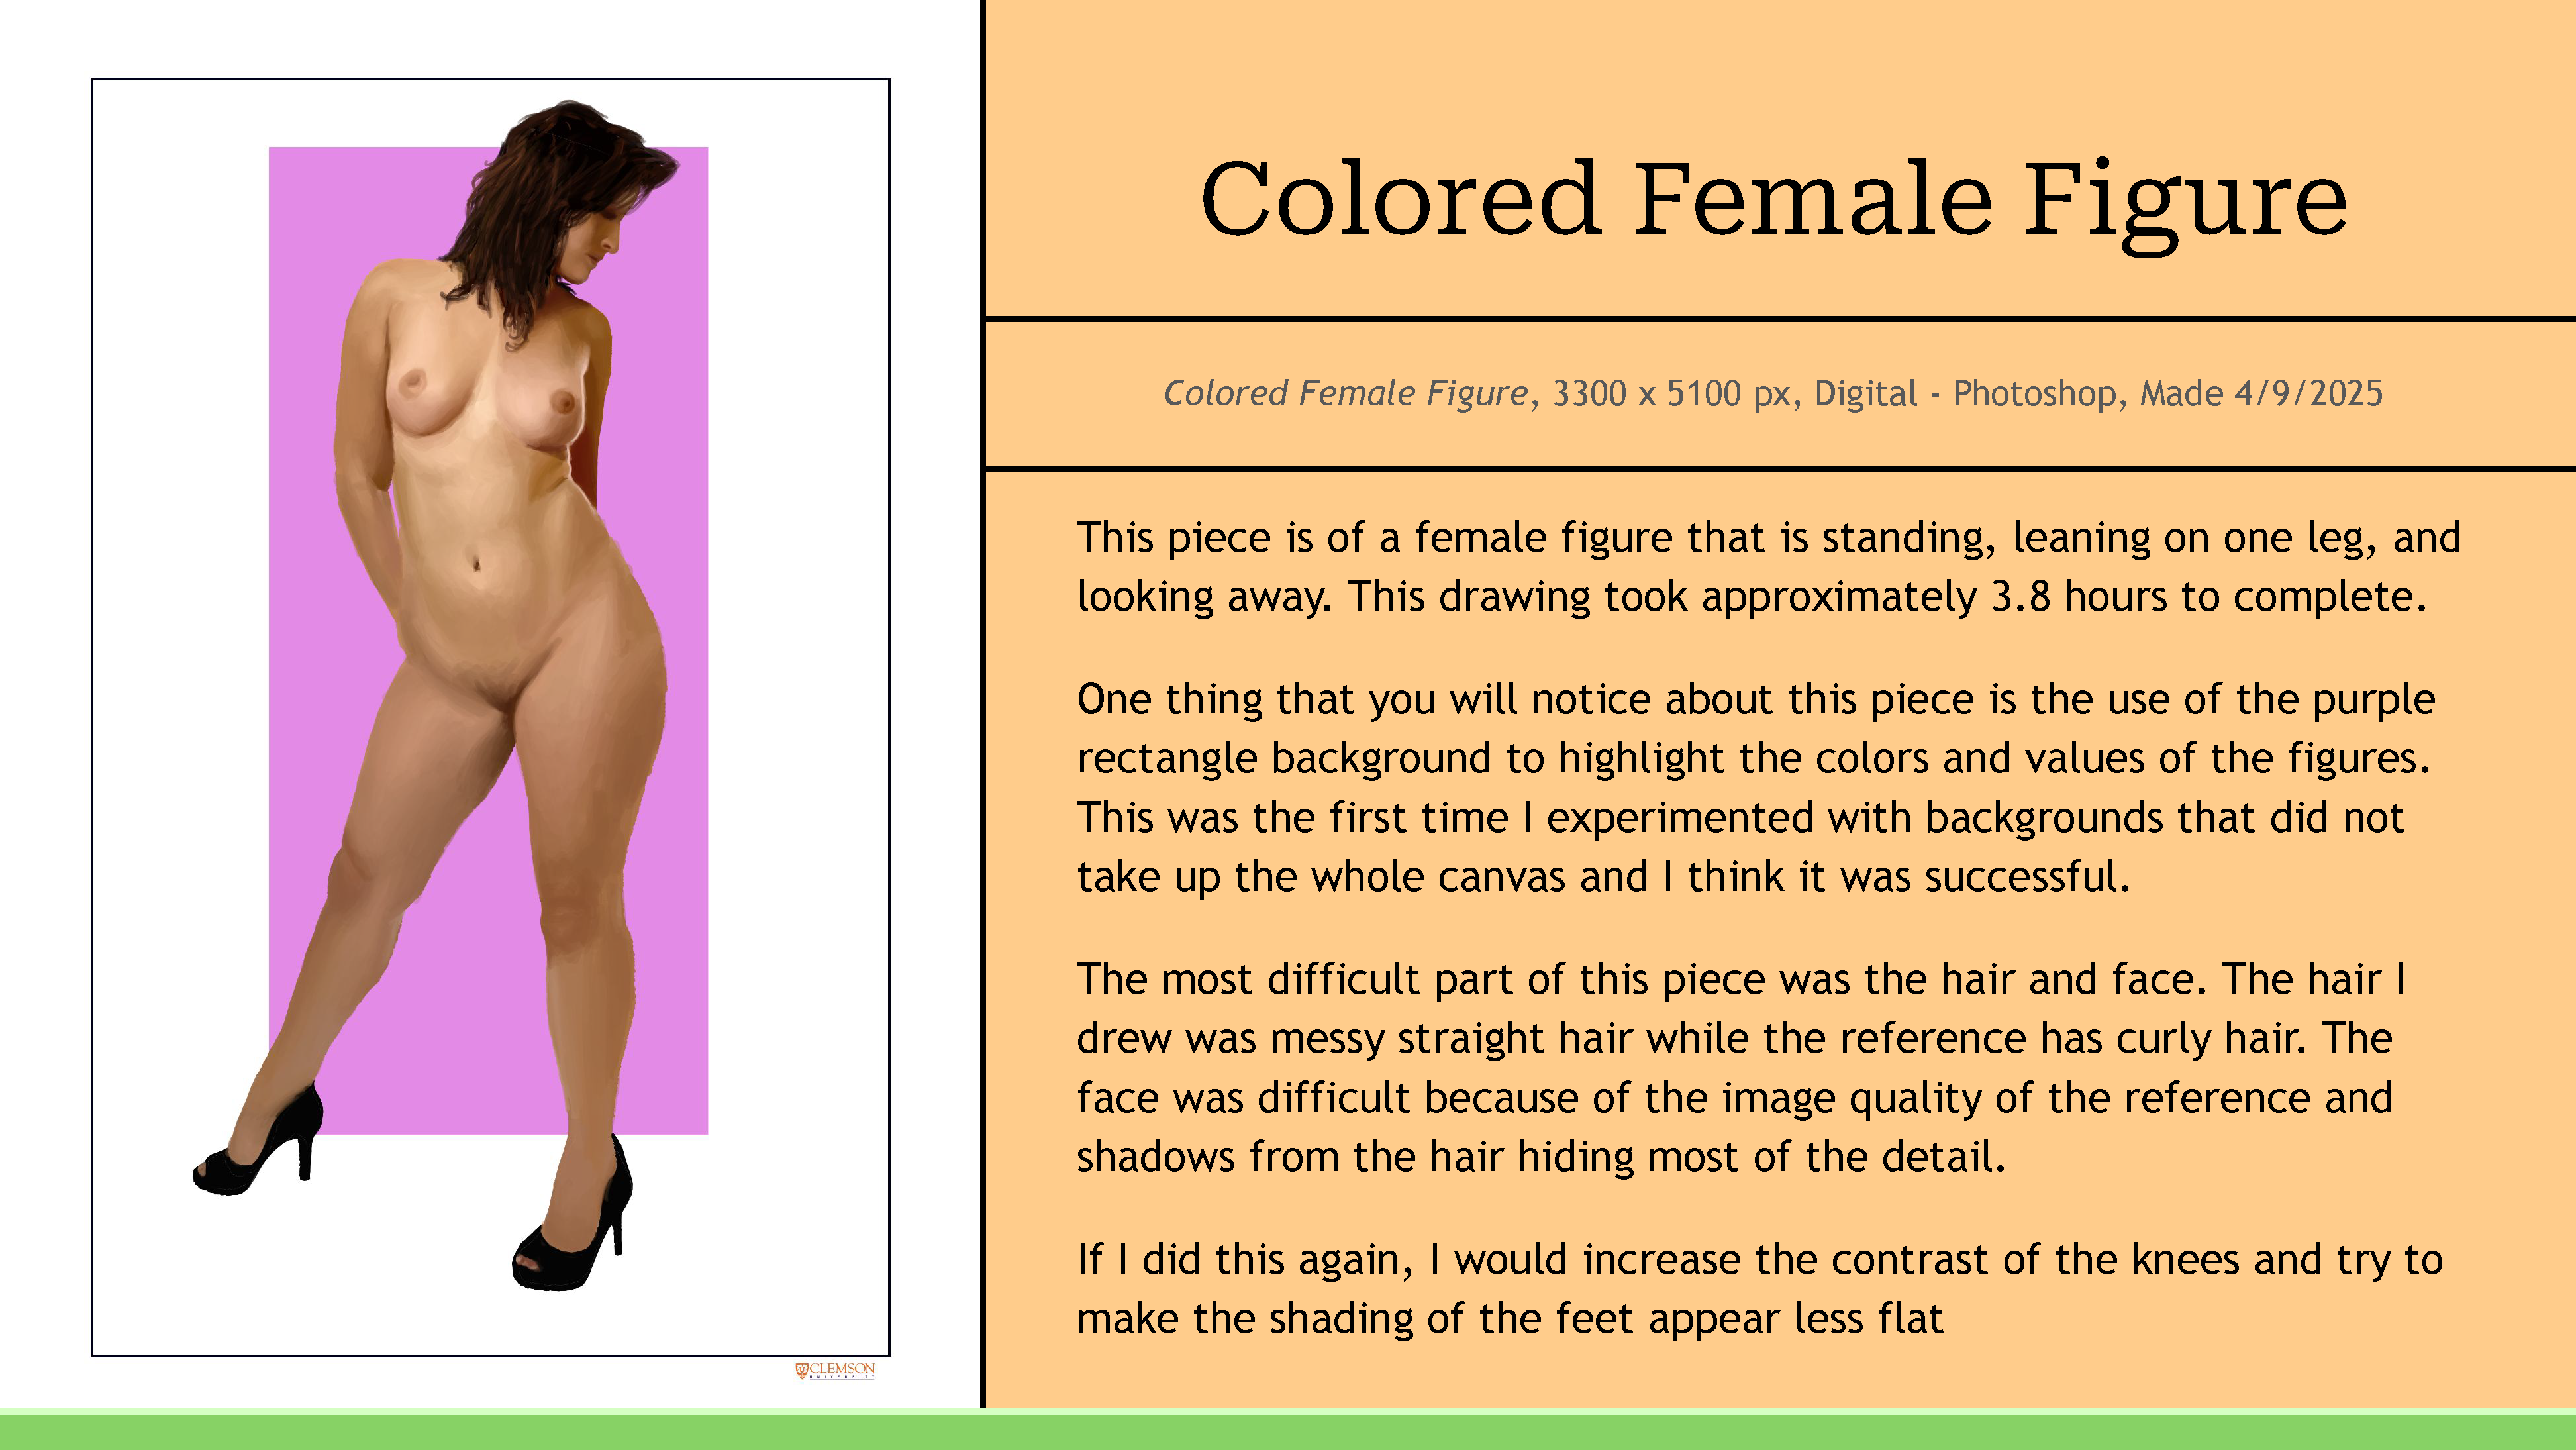 Colored Female Figure
Colored Female Figure, 3300 x 5100 px, Digital - Photoshop, Made 4/9/2025
This piece is of a female figure that is standing, leaning on one leg, and
looking away. This drawing took approximately 3.8 hours to complete.
One thing that you will notice about this piece is the use of the purple
rectangle background to highlight the colors and values of the figures.
This was the first time I experimented with backgrounds that did not
take up the whole canvas and I think it was successful.
The most difficult part of this piece was the hair and face. The hair I
drew was messy straight hair while the reference has curly hair. The
face was difficult because of the image quality of the reference and
shadows from the hair hiding most of the detail.
If I did this again, I would increase the contrast of the knees and try to
make the shading of the feet appear less flat
CLEMSON
UNIVERSITY